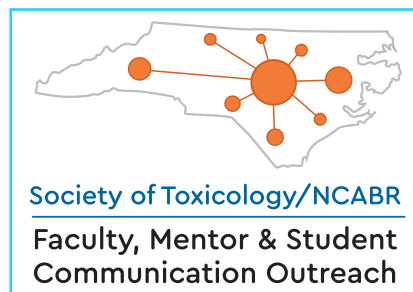 Society of Toxicology/NCABR
Faculty, Mentor & Student
Communication Outreach